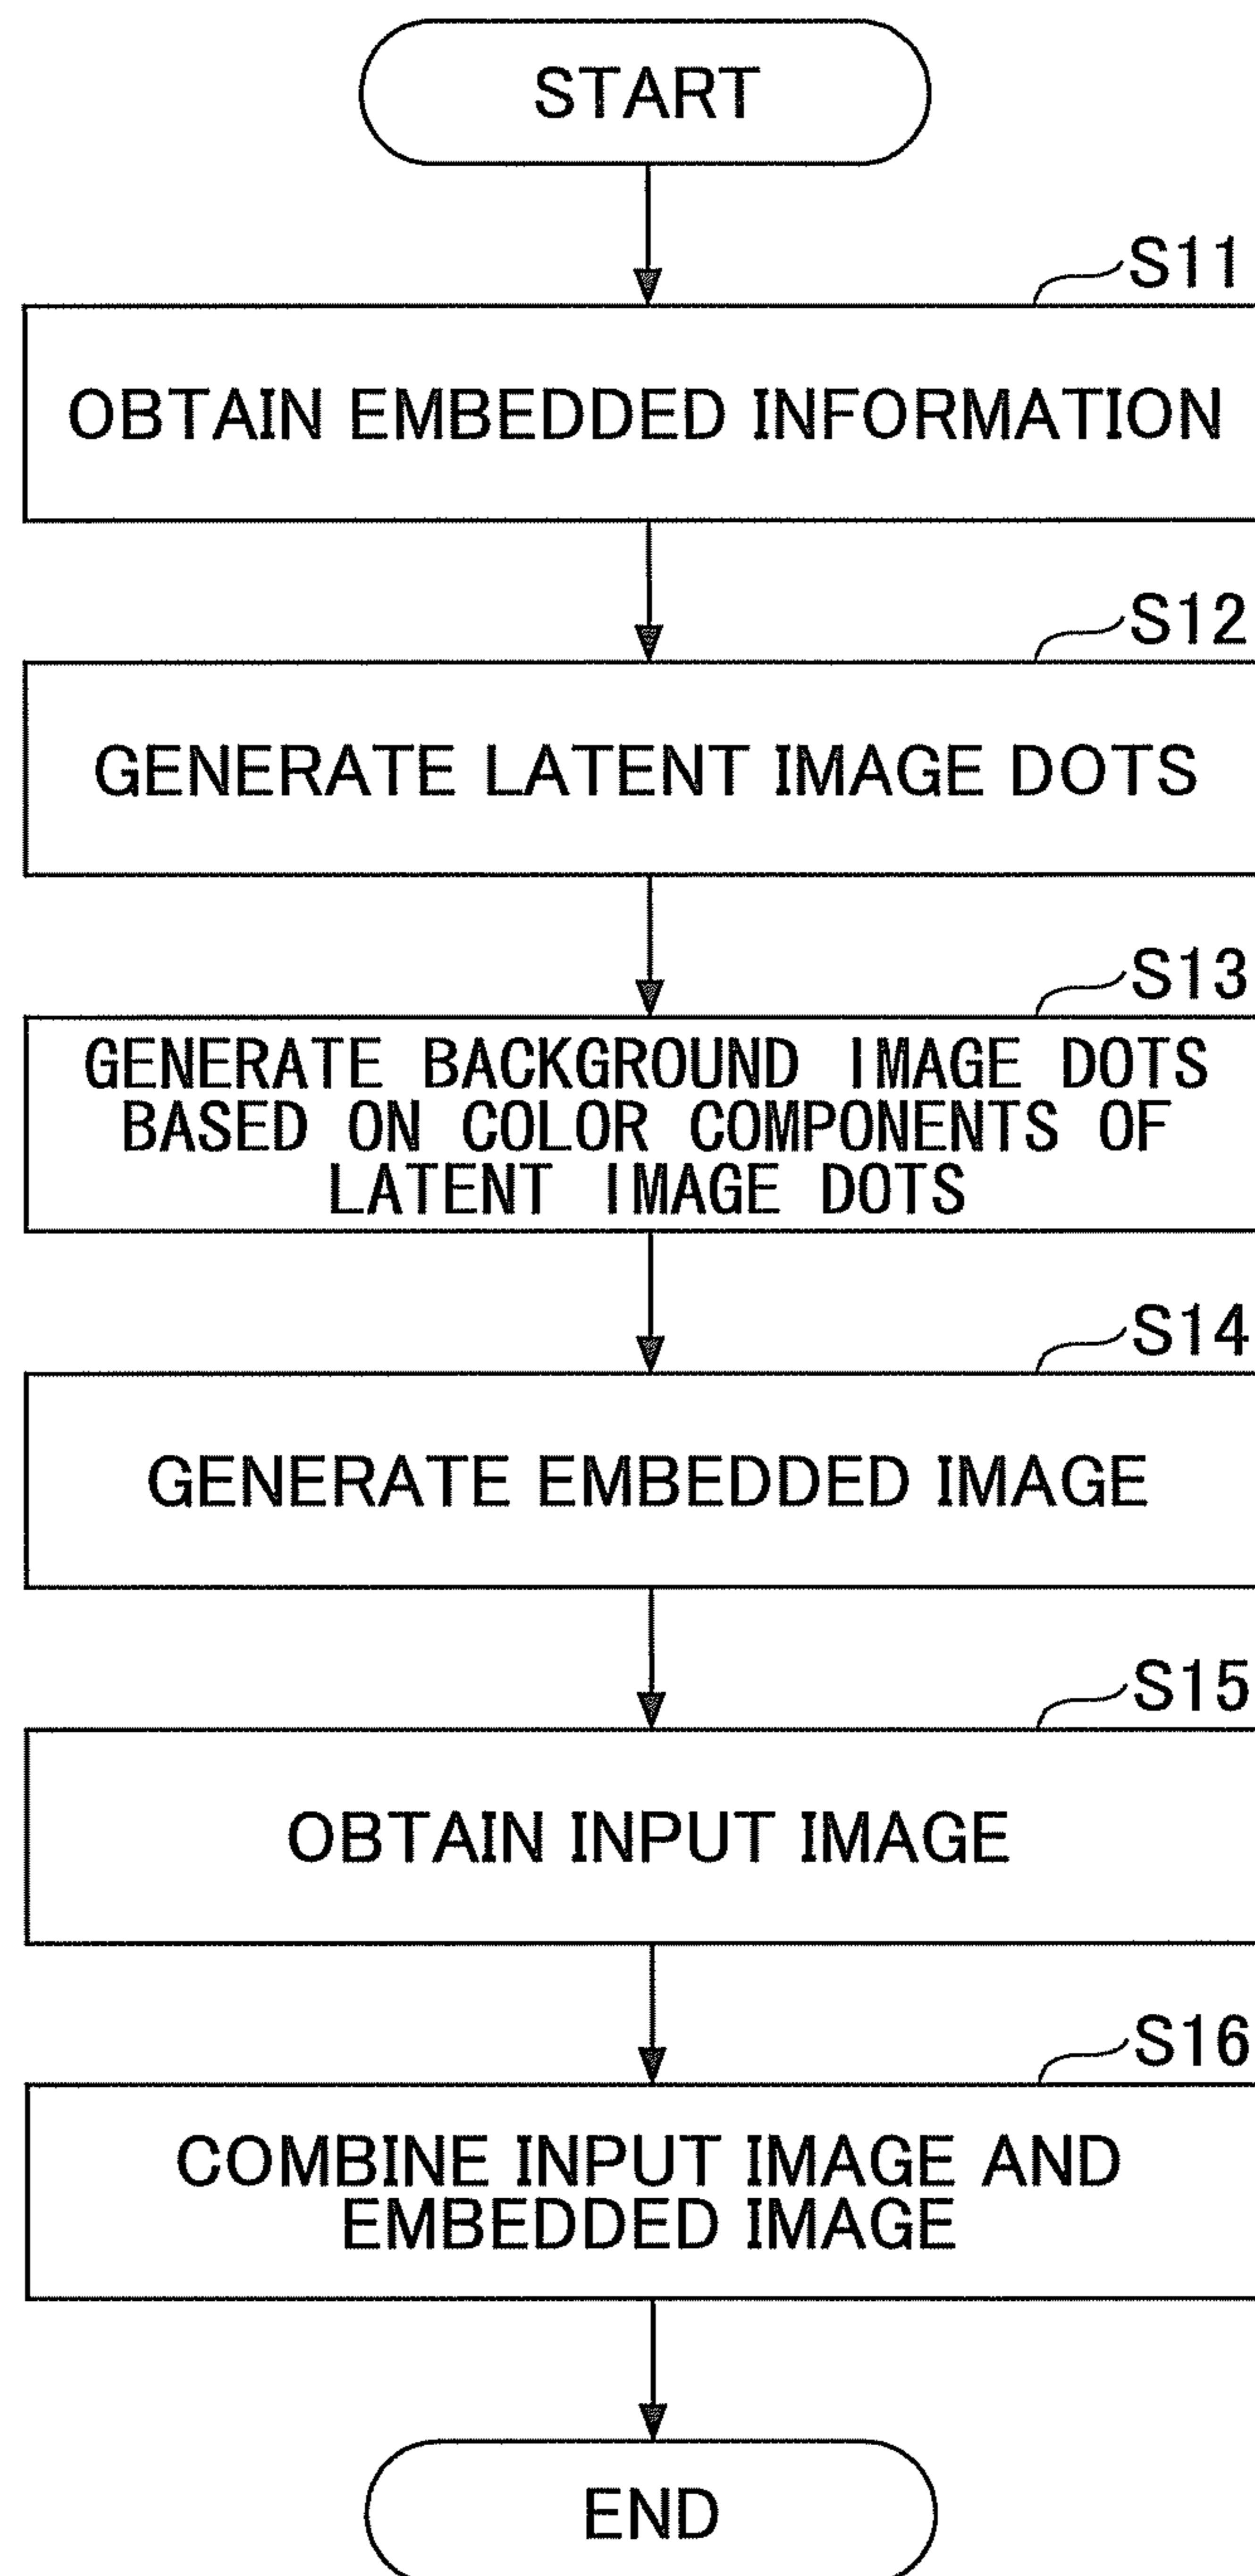 START
S11
OBTAIN EMBEDDED INFORMATION
S12
GENERATE LATENT IMAGE DOTS
S13
GENERATE BACKGROUND IMAGE DOTS
BASED ON COLOR COMPONENTS OF
LATENT IMAGE DOTS
S14
GENERATE EMBEDDED IMAGE
S15
OBTAIN INPUT IMAGE
S16
COMBINE INPUT IMAGE AND
EMBEDDED IMAGE
END